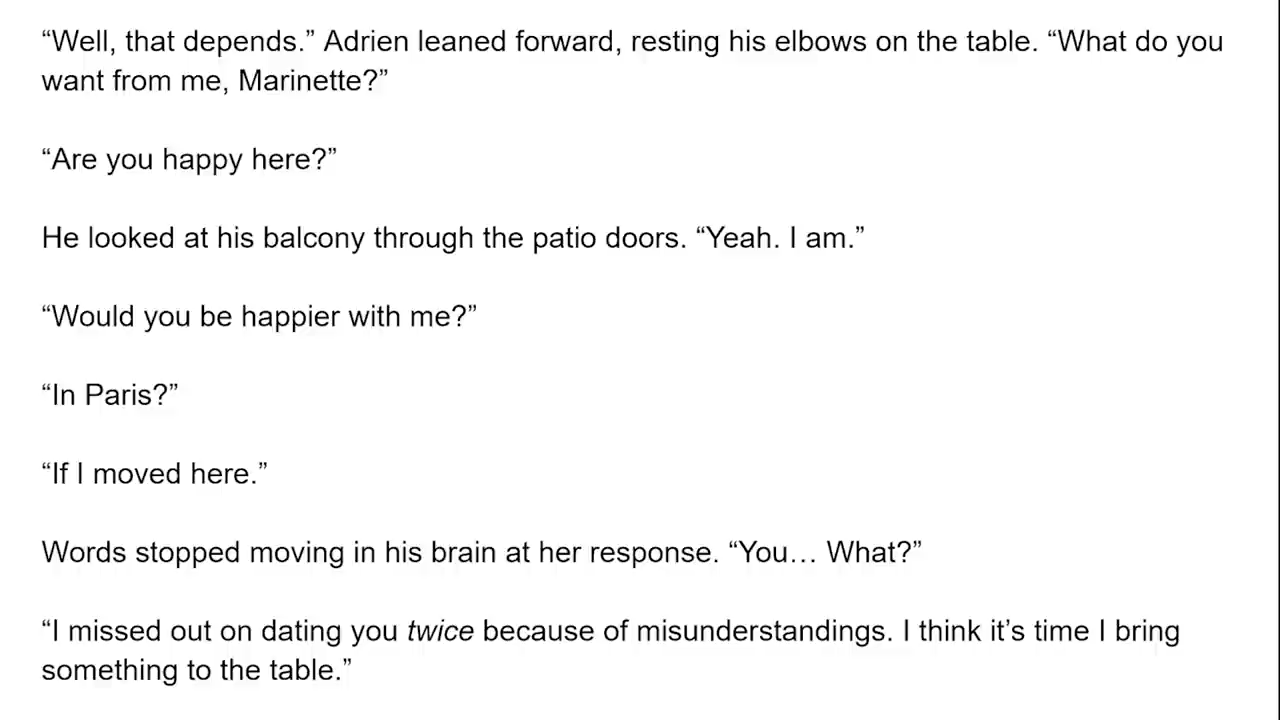 “Well, that depends.” Adrien leaned forward, resting his elbows on the table. “What do you
want from me, Marinette?”
“Are you happy here?”
He looked at his balcony through the patio doors. “Yeah. I am.”
“Would you be happier with me?”
“In Paris?”
“If I moved here.”
Words stopped moving in his brain at her response. “You… What?”
“I missed out on dating you twice because of misunderstandings. I think it’s time I bring
something to the table.”